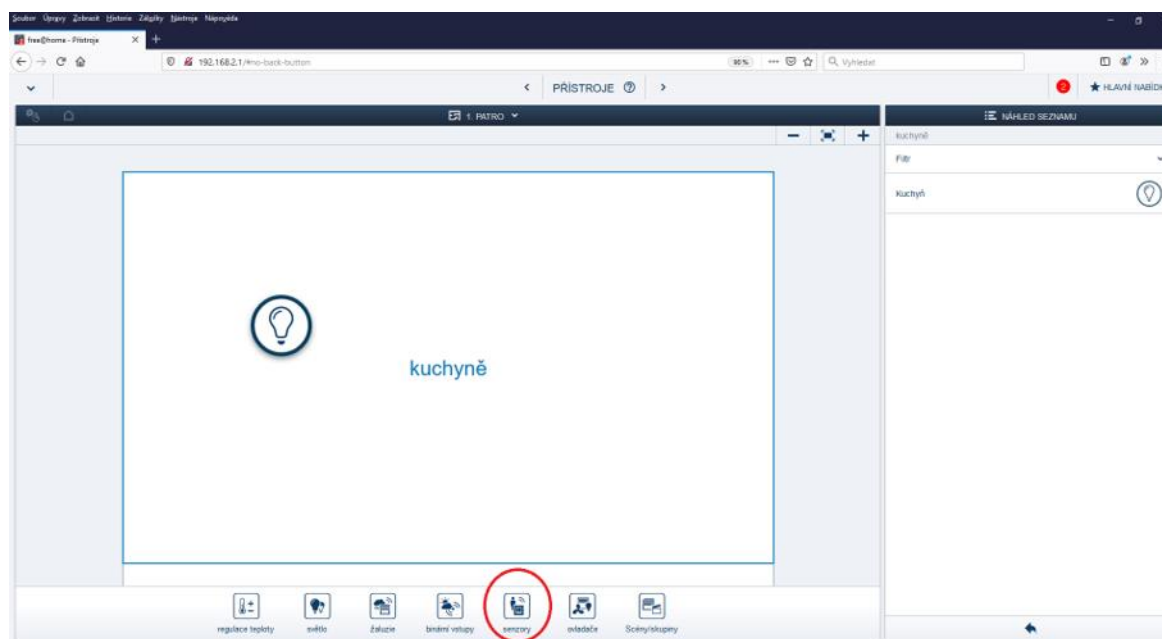 Soubor Úpravy Zobrazit Historie Záložky Nástroje Nápověda
free@home - Přístroje
192.168.2.1/#no-back-button
90 %
Vyhledat
PŘÍSTROJE
2
HLAVNÍ NABÍDK
1. PATRO
NÁHLED SEZNAMU
kuchyně
Filtr
Kuchyň
kuchyně
regulace teploty
světlo
žaluzie
binární vstupy
senzory
ovladače
Scény/skupiny